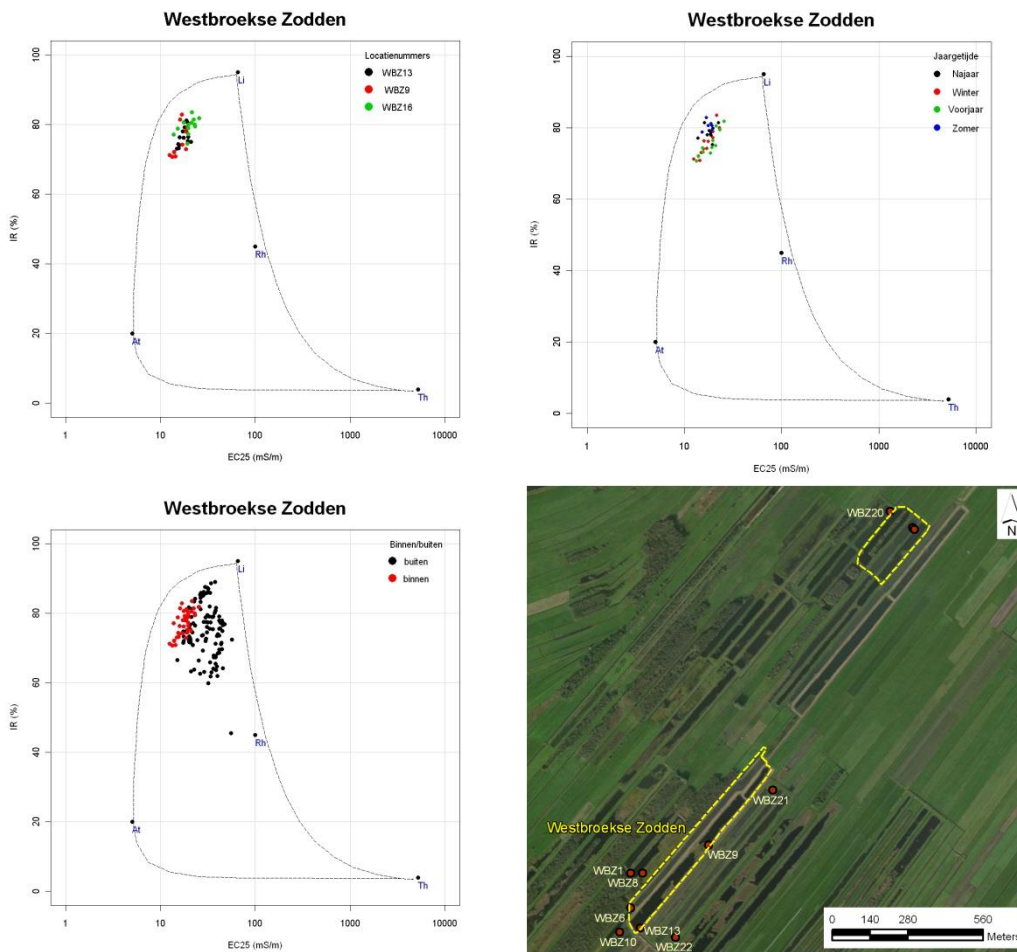 Westbroekse Zodden
Locatienummers
WBZ13
WBZ9
WBZ16
Li
Rh
At
Th
IR (%)
0
20
40
60
80
100
1
10
100
1000
10000
EC25 (mS/m)
Westbroekse Zodden
Jaargetijde
Najaar
Winter
Voorjaar
Zomer
Li
Rh
At
Th
IR (%)
0
20
40
60
80
100
1
10
100
1000
10000
EC25 (mS/m)
Westbroekse Zodden
Binnen/buiten
buiten
binnen
Li
Rh
At
Th
IR (%)
0
20
40
60
80
100
1
10
100
1000
10000
EC25 (mS/m)
WBZ20
N
WBZ21
Westbroekse Zodden
WBZ9
WBZ1
WBZ8
WBZ6
WBZ13
WBZ10
WBZ22
0 140 280 560
Meters